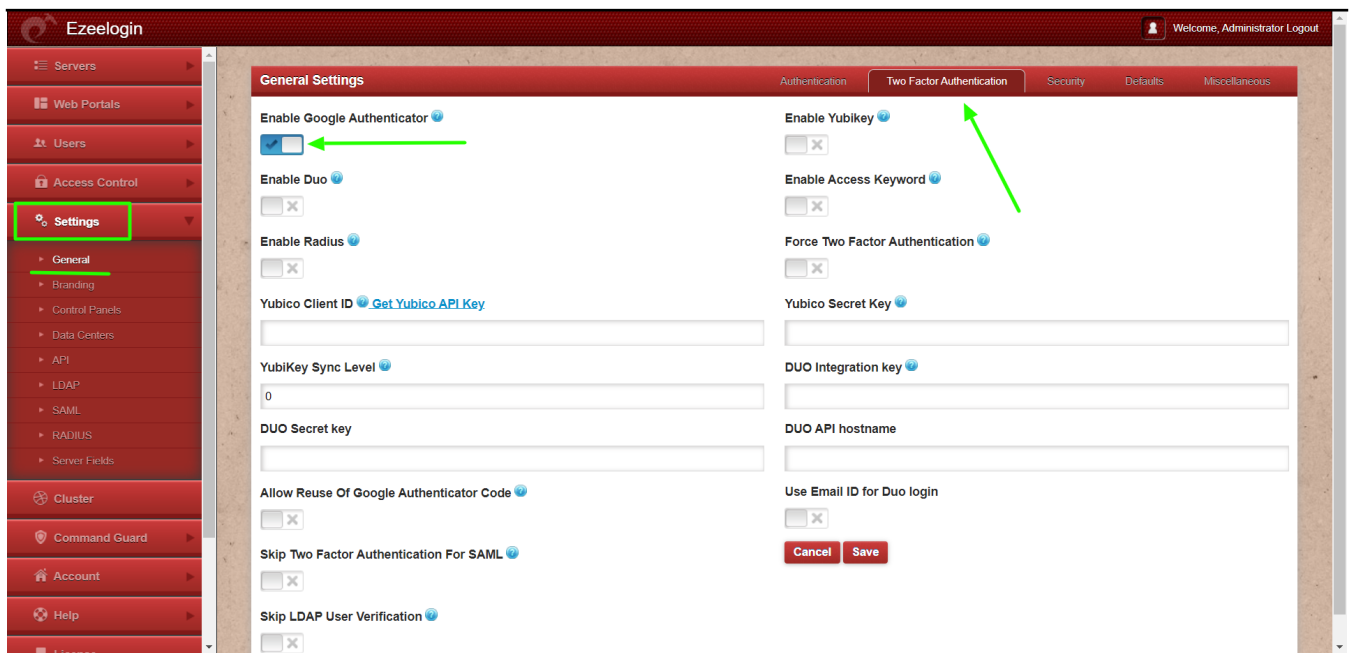 Ezeelogin
Welcome, Administrator Logout
Servers
Web Portals
Users
Access Control
Settings
General
Branding
Control Panels
Data Centers
API
LDAP
SAML
RADIUS
Server Fields
Cluster
Command Guard
Account
Help
General Settings
Authentication
Two Factor Authentication
Security
Defaults
Miscellaneous
Enable Google Authenticator
Enable Yubikey
Enable Duo
Enable Access Keyword
Enable Radius
Force Two Factor Authentication
Yubico Client ID Get Yubico API Key
Yubico Secret Key
YubiKey Sync Level
0
DUO Integration key
DUO Secret key
DUO API hostname
Allow Reuse Of Google Authenticator Code
Use Email ID for Duo login
Skip Two Factor Authentication For SAML
Cancel
Save
Skip LDAP User Verification